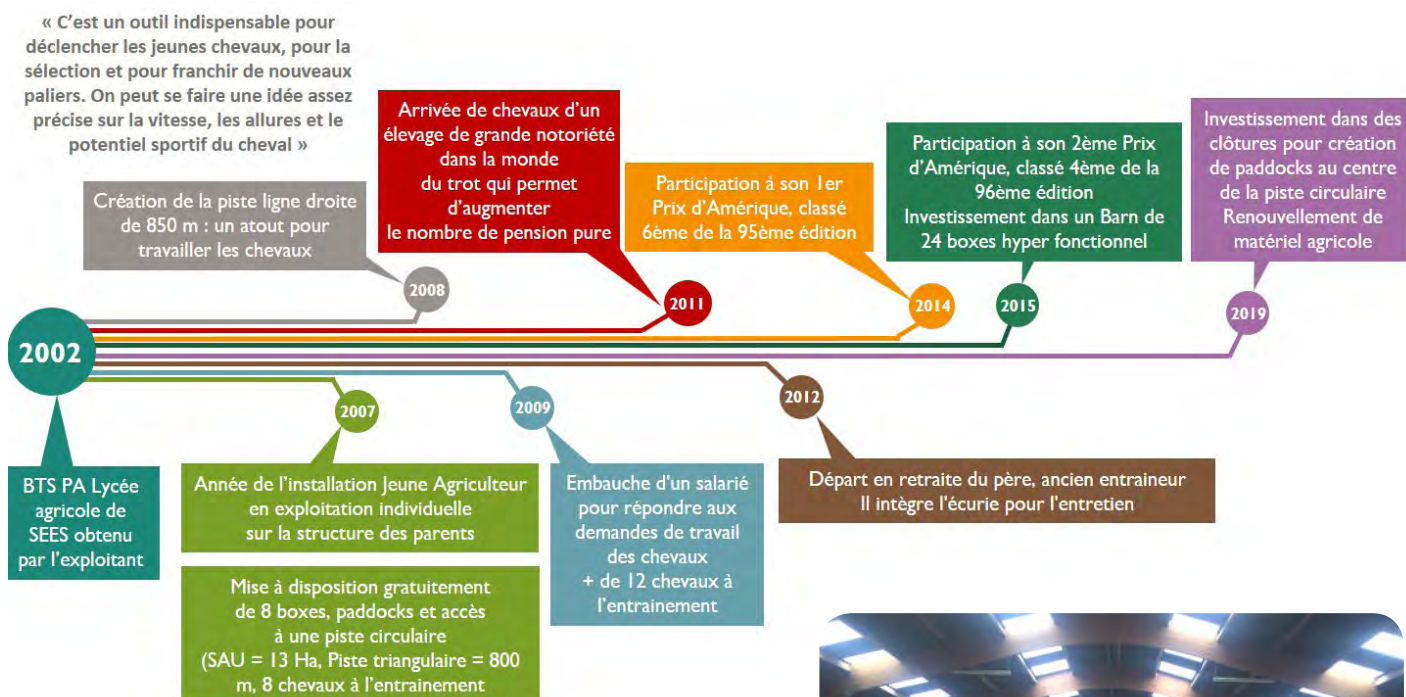 « C'est un outil indispensable pour
déclencher les jeunes chevaux, pour la
sélection et pour franchir de nouveaux
paliers. On peut se faire une idée assez
précise sur la vitesse, les allures et le
potentiel sportif du cheval »
Création de la piste ligne droite
de 850 m : un atout pour
travailler les chevaux
2008
Arrivée de chevaux d'un
élevage de grande notoriété
dans la monde
du trot qui permet
d'augmenter
le nombre de pension pure
2011
Participation à son 1er
Prix d'Amérique, classé
6ème de la 95ème édition
2014
Participation à son 2ème Prix
d'Amérique, classé 4ème de la
96ème édition
Investissement dans un Barn de
24 boxes hyper fonctionnel
2015
Investissement dans des
clôtures pour création
de paddocks au centre
de la piste circulaire
Renouvellement de
matériel agricole
2019
2002
BTS PA Lycée
agricole de
SEES obtenu
par l'exploitant
2007
Année de l'installation Jeune Agriculteur
en exploitation individuelle
sur la structure des parents
Mise à disposition gratuitement
de 8 boxes, paddocks et accès
à une piste circulaire
(SAU = 13 Ha, Piste triangulaire = 800
m, 8 chevaux à l'entrainement
2009
Embauche d'un salarié
pour répondre aux
demandes de travail
des chevaux
+ de 12 chevaux à
l'entrainement
2012
Départ en retraite du père, ancien entraineur
Il intègre l'écurie pour l'entretien